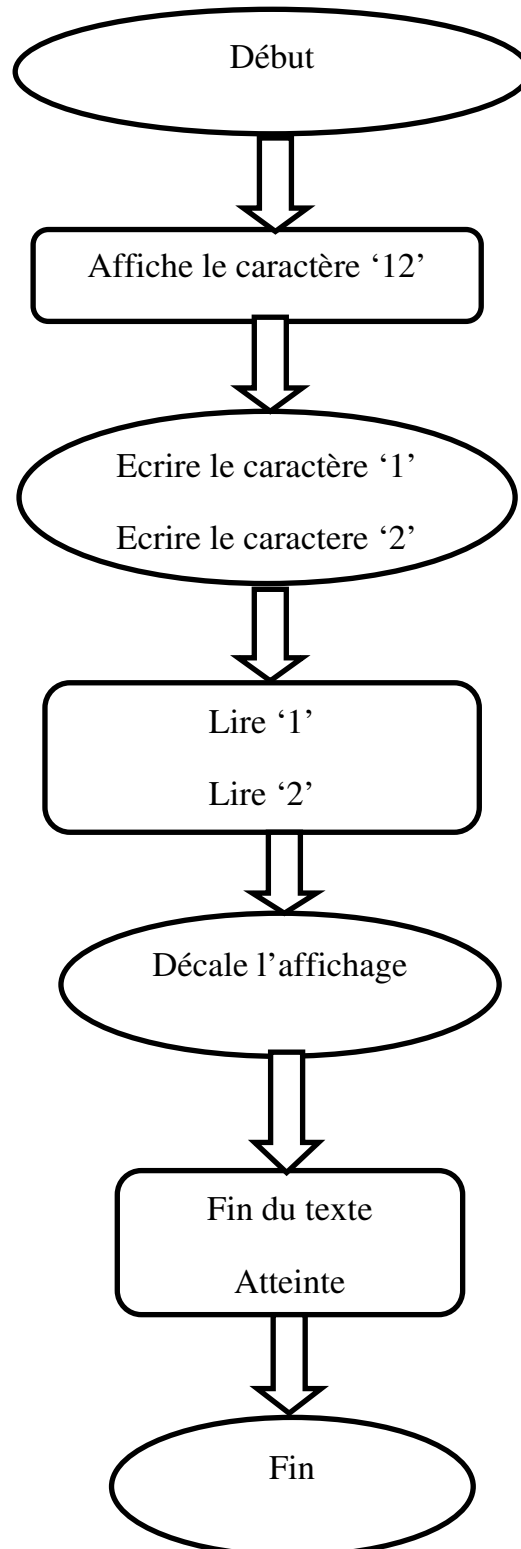 Début
Affiche le caractère ‘12’
Ecrire le caractère ‘1’
Ecrire le caractere ‘2’
Lire ‘1’
Lire ‘2’
Décale l’affichage
Fin du texte
Atteinte
Fin